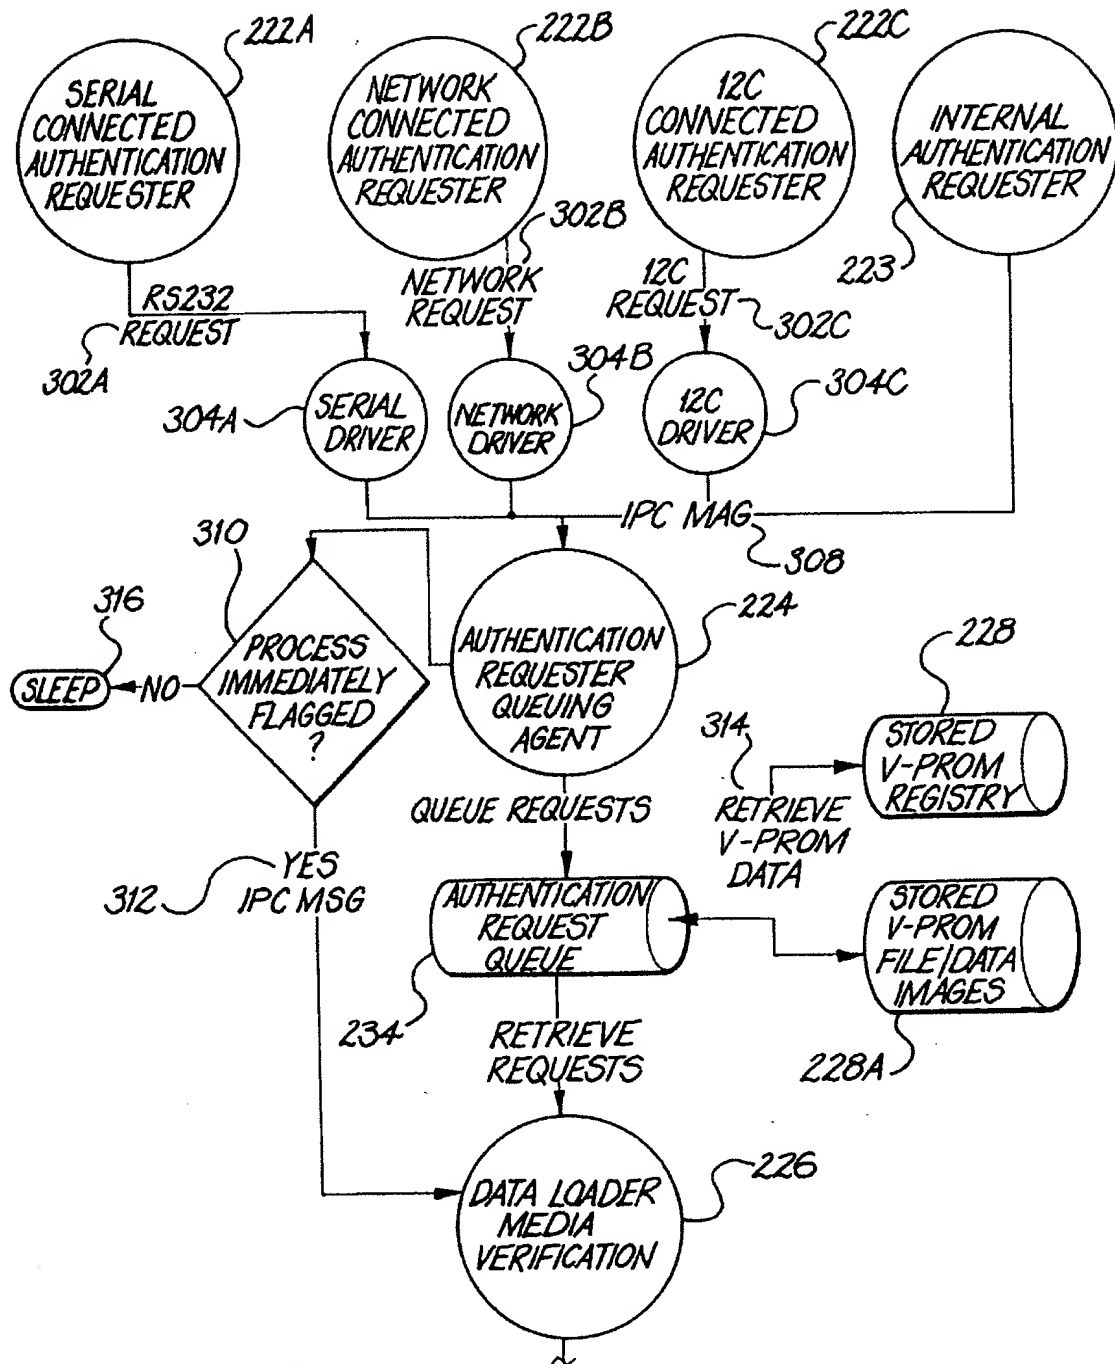 222A
222B
222C
SERIAL
CONNECTED
AUTHENTICATION
REQUESTER
NETWORK
CONNECTED
AUTHENTICATION
REQUESTER
12C
CONNECTED
AUTHENTICATION
REQUESTER
INTERNAL
AUTHENTICATION
REQUESTER
223
302B
RS232
REQUEST
302A
NETWORK
REQUEST
12C
REQUEST
302C
304A
SERIAL
DRIVER
304B
NETWORK
DRIVER
12C
DRIVER
304C
IPC MAG
308
310
316
SLEEP
NO
PROCESS
IMMEDIATELY
FLAGGED
?
AUTHENTICATION
REQUESTER
QUEUING
AGENT
224
228
STORED
V-PROM
REGISTRY
314
RETRIEVE
V-PROM
DATA
QUEUE REQUESTS
312
YES
IPC MSG
AUTHENTICATION
REQUEST
QUEUE
234
STORED
V-PROM
FILE/DATA
IMAGES
228A
RETRIEVE
REQUESTS
DATA LOADER
MEDIA
VERIFICATION
226